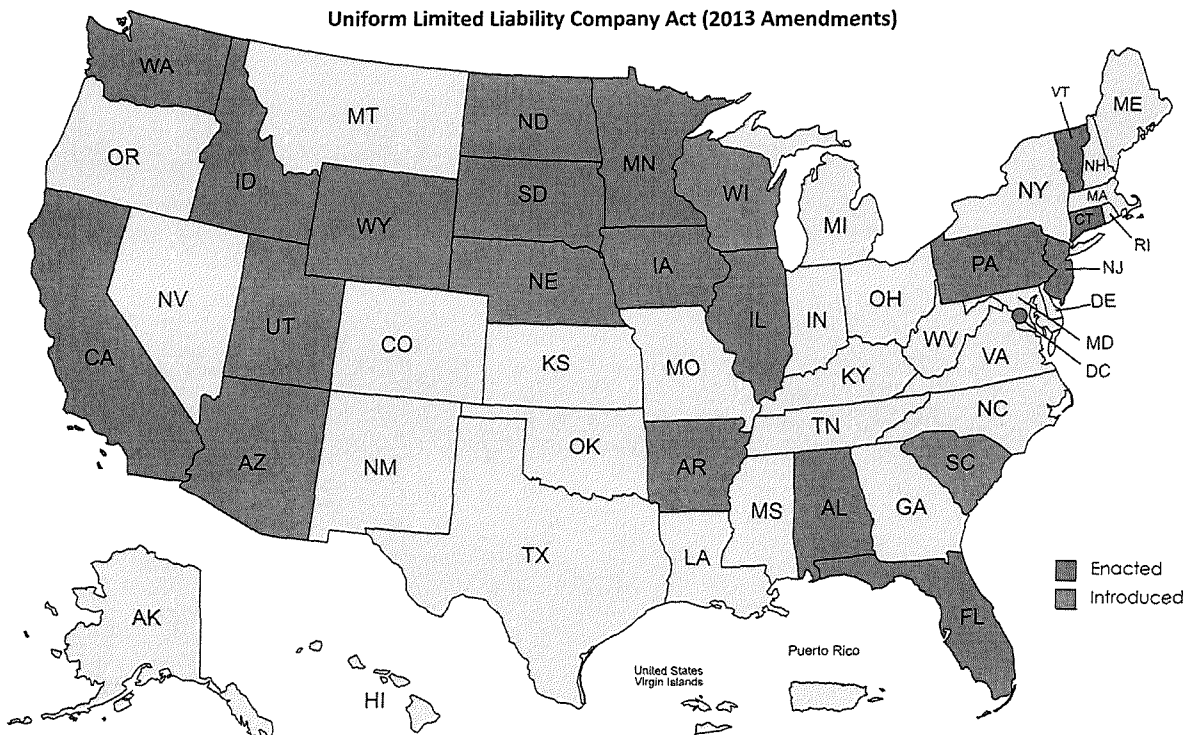 Uniform Limited Liability Company Act (2013 Amendments)
WA
MT
ND
MN
VT
ME
OR
ID
SD
WI
NH
NY
MA
WY
MI
CT
RI
IA
PA
NJ
NE
NV
OH
DE
UT
IL
IN
CA
CO
WV
MD
KS
MO
VA
DC
KY
NC
TN
OK
AZ
NM
AR
SC
MS
AL
GA
TX
LA
Enacted
Introduced
AK
FL
Puerto Rico
United States
Virgin Islands
HI